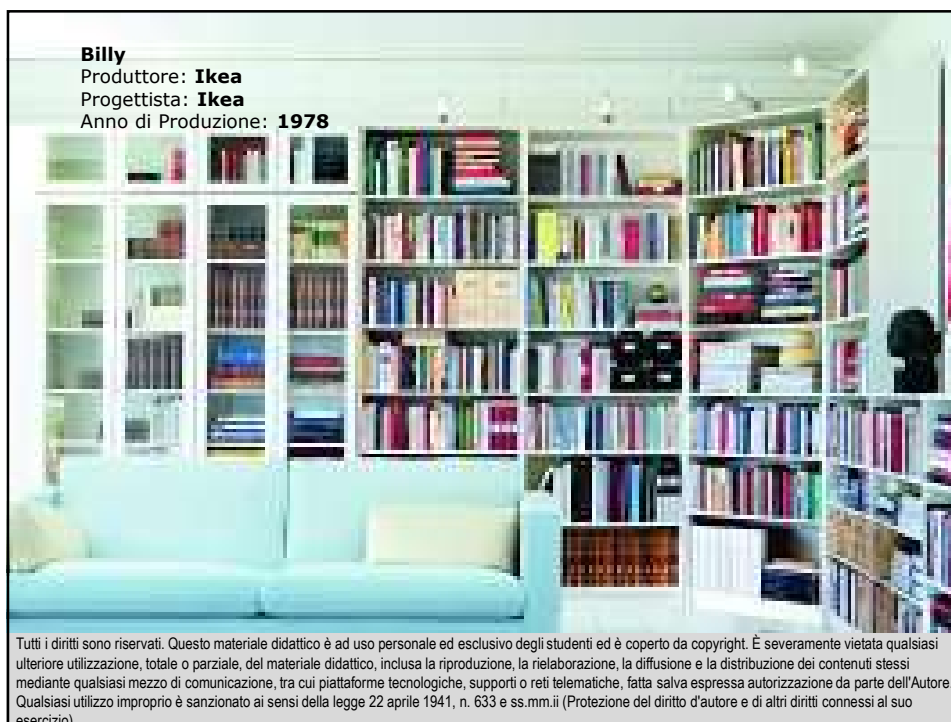 Billy
Produttore: Ikea
Progettista: Ikea
Anno di Produzione: 1978
Tutti i diritti sono riservati. Questo materiale didattico è ad uso personale ed esclusivo degli studenti ed è coperto da copyright. È severamente vietata qualsiasi
ulteriore utilizzazione, totale o parziale, del materiale didattico, inclusa la riproduzione, la rielaborazione, la diffusione e la distribuzione dei contenuti stessi
mediante qualsiasi mezzo di comunicazione, tra cui piattaforme tecnologiche, supporti o reti telematiche, fatta salva espressa autorizzazione da parte dell'Autore
Qualsiasi utilizzo improprio è sanzionato ai sensi della legge 22 aprile 1941, n. 633 e ss.mm.ii (Protezione del diritto d'autore e di altri diritti connessi al suo
esercizio)